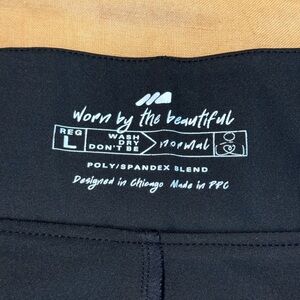 Worn by the beautiful
REG
L
WASH
DRY
DON'T BE
normal
POLY/SPANDEX BLEND
Designed in Chicago Made in PRC